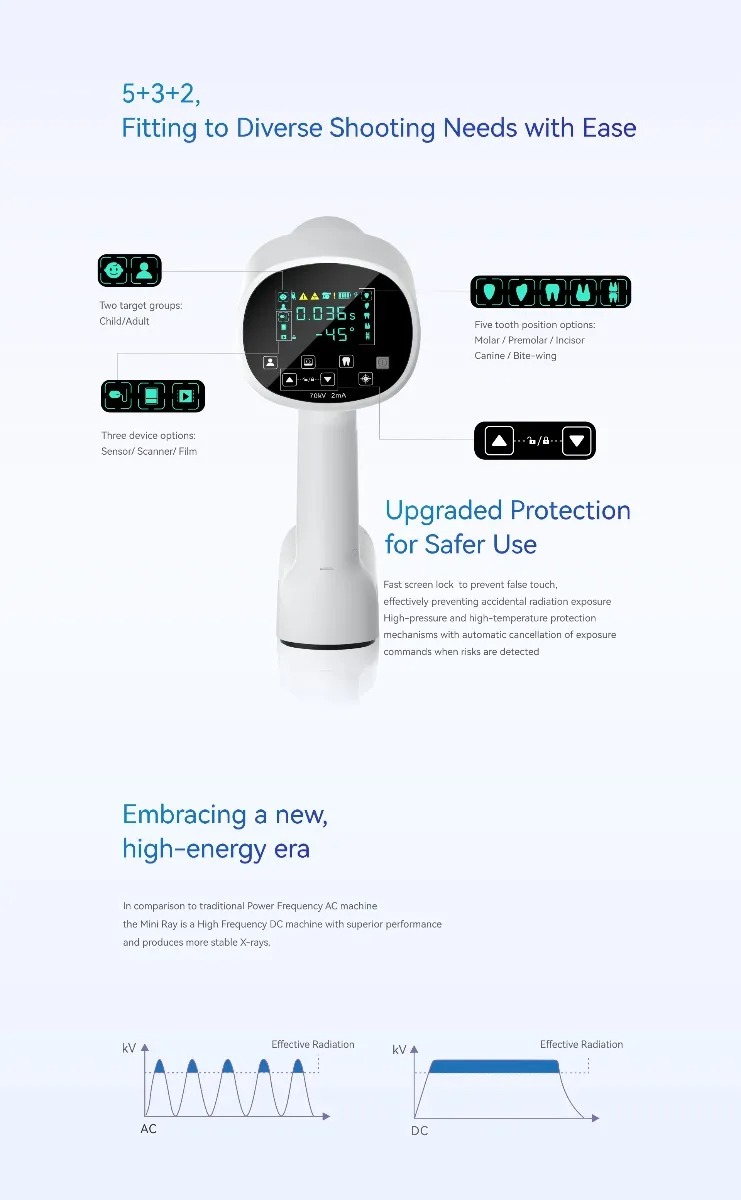 5+3+2,
Fitting to Diverse Shooting Needs with Ease
Two target groups:
Child/Adult
0.036s
-45°
70kV 2mA
Five tooth position options:
Molar / Premolar / Incisor
Canine / Bite-wing
Three device options:
Sensor/ Scanner/ Film
Upgraded Protection
for Safer Use
Fast screen lock to prevent false touch,
effectively preventing accidental radiation exposure
High-pressure and high-temperature protection
mechanisms with automatic cancellation of exposure
commands when risks are detected
Embracing a new,
high-energy era
In comparison to traditional Power Frequency AC machine
the Mini Ray is a High Frequency DC machine with superior performance
and produces more stable X-rays.
kV
Effective Radiation
AC
kV
Effective Radiation
DC